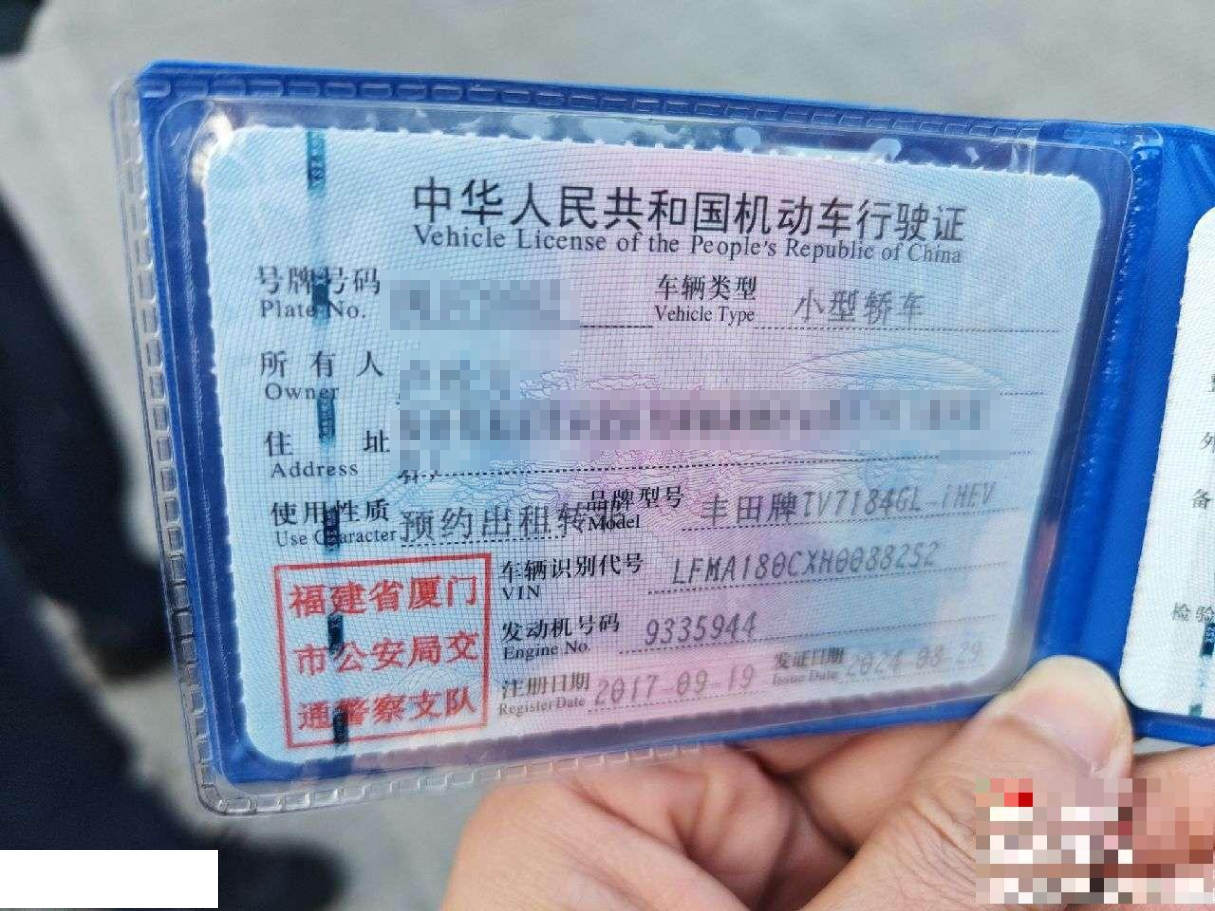 中华人民共和国机动车行驶证
Vehicle License of the People's Republic of China
号牌号码
Plate No.
车辆类型 小型轿车
Vehicle Type
所有人
Owner
住址
Address
使用性质 预约出租转
Use Character
品牌型号 丰田牌TV7184GL-iHEV
Model
车辆识别代号 LFMA180CXH0088252
VIN
发动机号码 9335944
Engine No.
注册日期 2017-09-19
Register Date
发证日期 2024-08-29
Issue Date
福建省厦门
市公安局交
通警察支队
备
检验